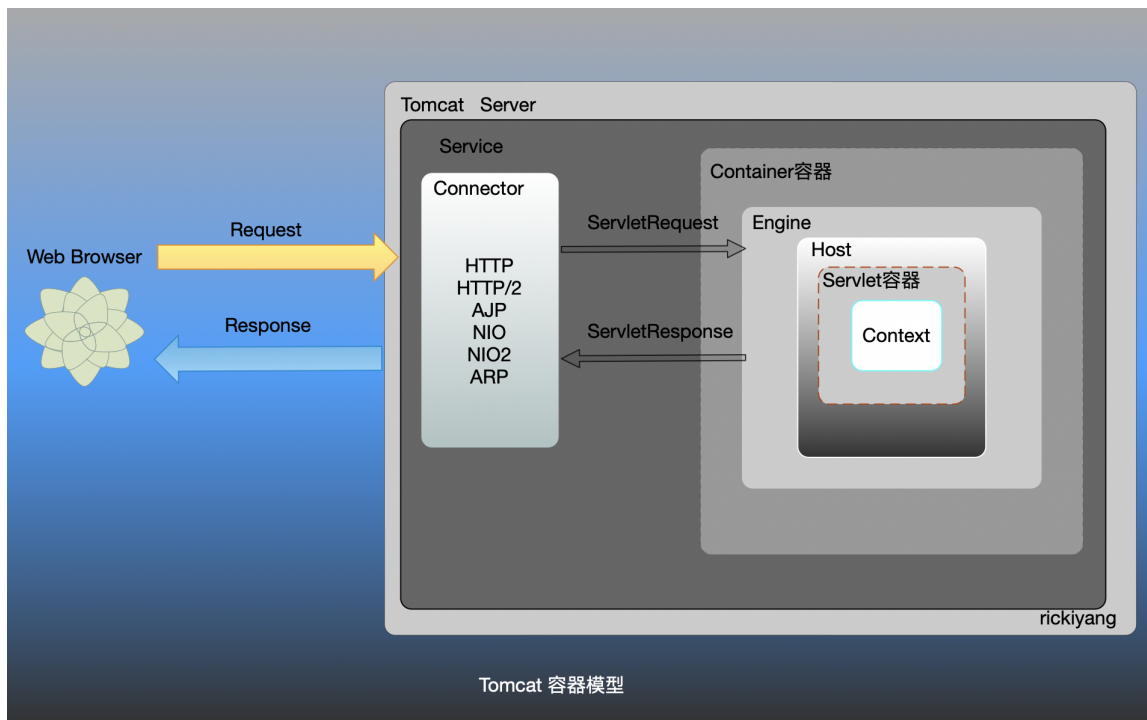 Tomcat Server
Service
Container容器
Connector
Engine
ServletRequest
Request
Host
Web Browser
HTTP
HTTP/2
AJP
NIO
NIO2
ARP
Servlet容器
Response
ServletResponse
Context
rickiyang
Tomcat 容器模型